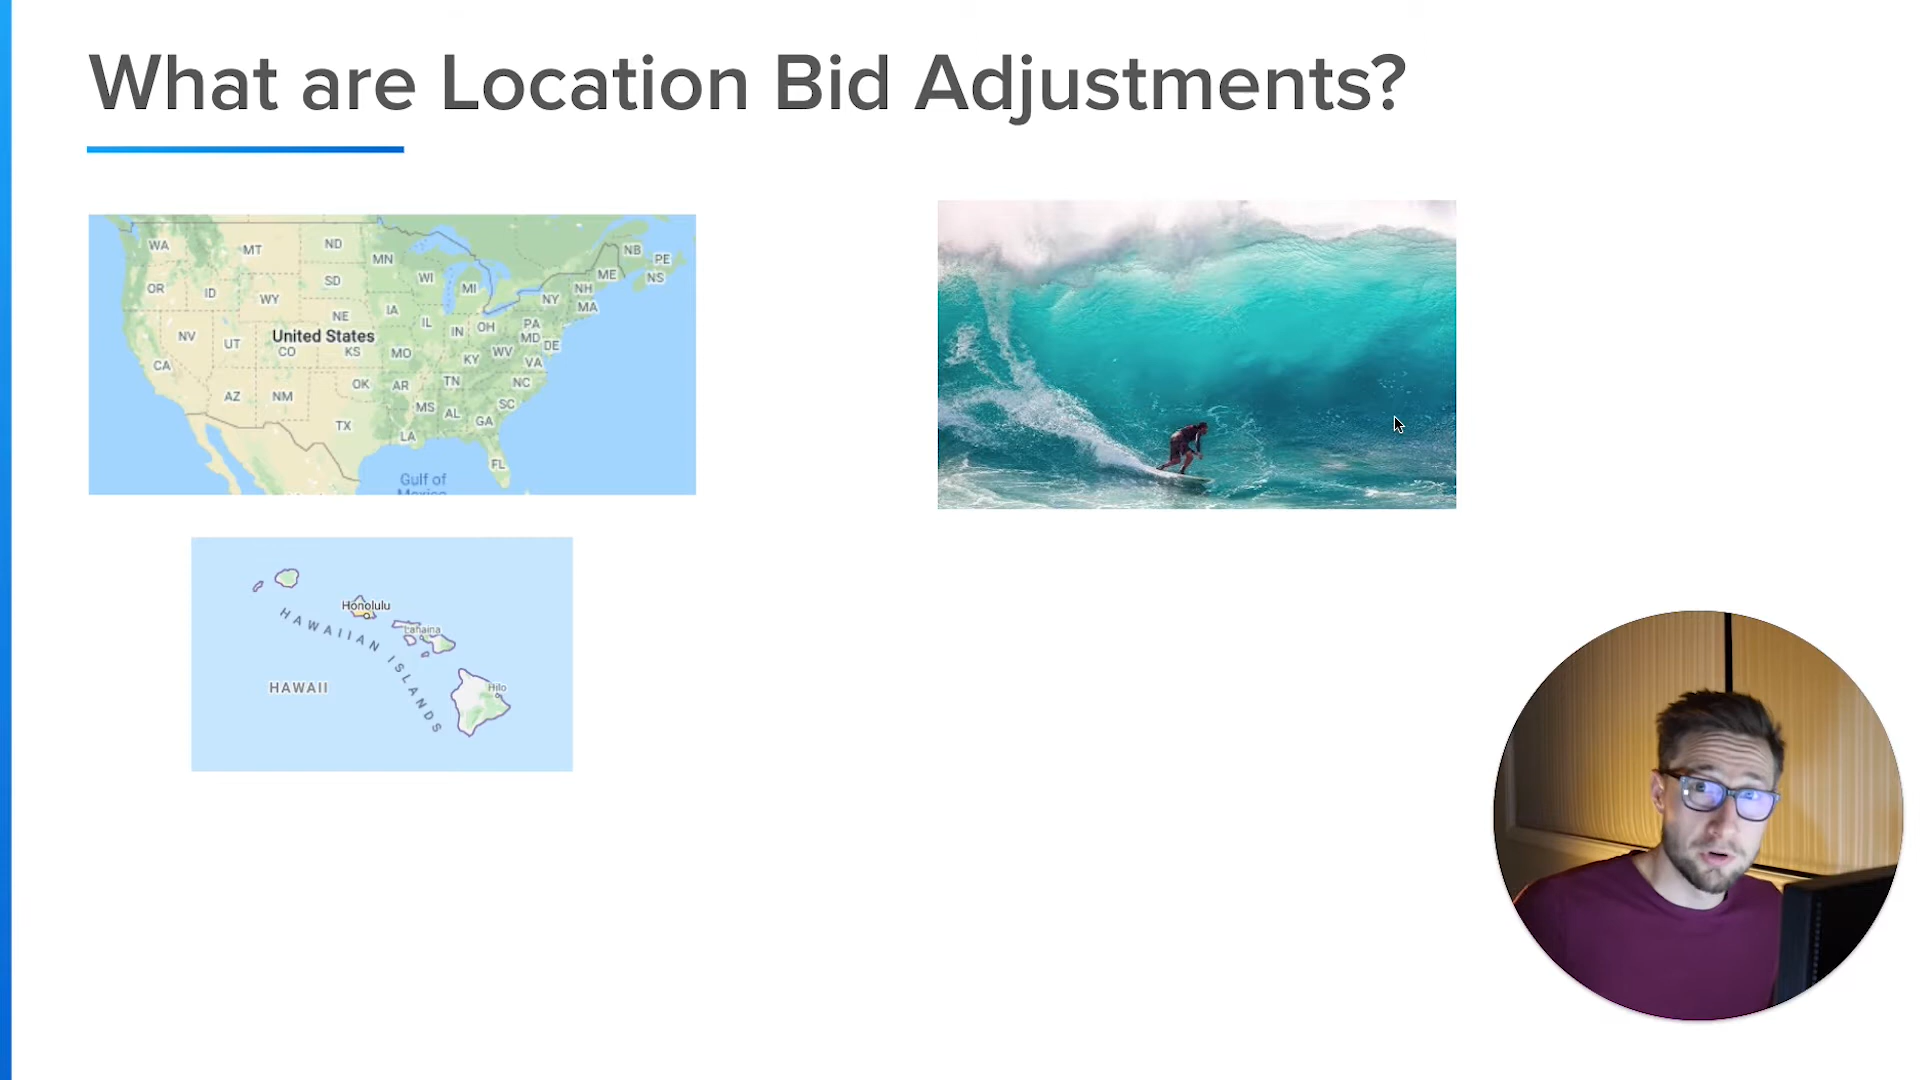 What are Location Bid Adjustments?
WA
MT
ND
MN
NB
PE
OR
ID
WY
SD
WI
MI
ME
NS
NH
NY
MA
NV
UT
NE
IA
IL
IN
OH
PA
MD
DE
United States
CO
KS
MO
KY
WV
VA
CA
AZ
NM
OK
AR
TN
NC
TX
MS
AL
SC
GA
LA
FL
Gulf of
Mexico
Honolulu
HAWAIIAN ISLANDS
Lahaina
HAWAII
Hilo